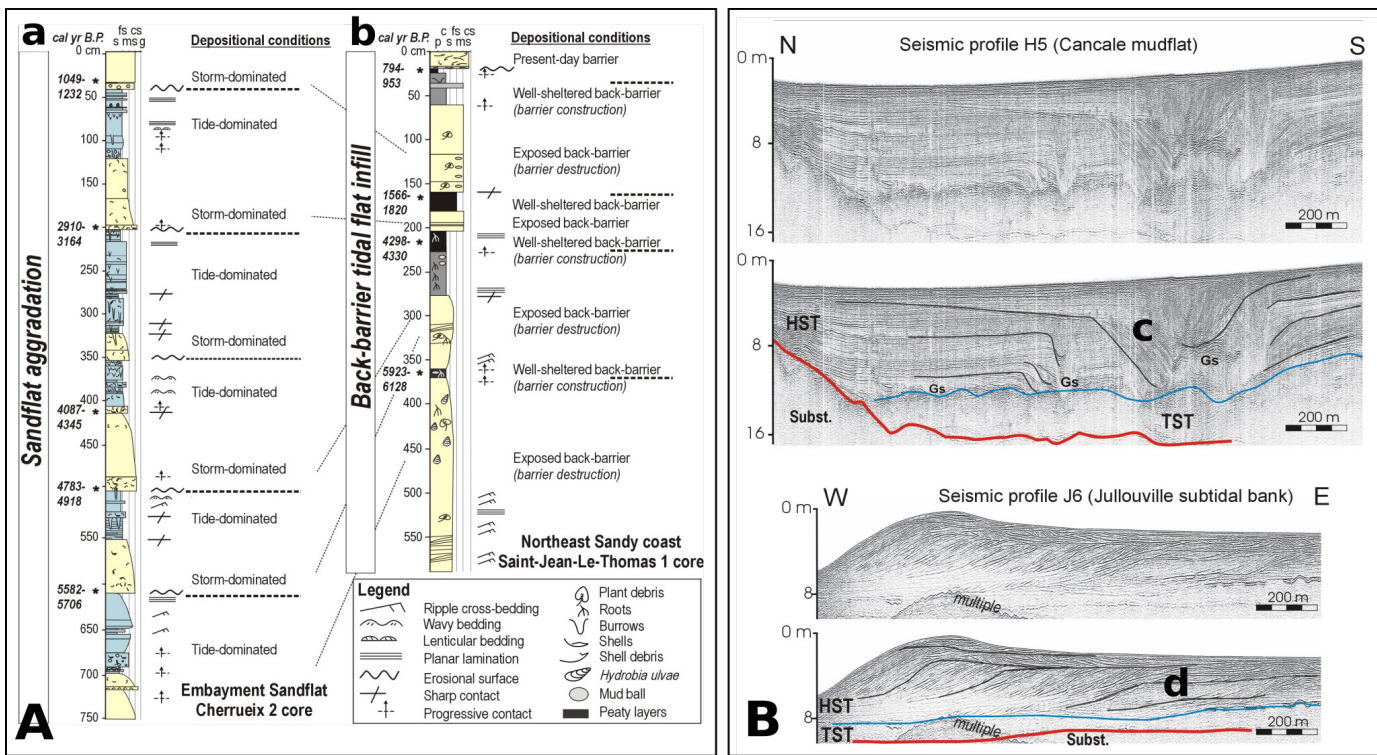 a
cal yr B.P.
fs cs
s ms g
Depositional conditions
0 cm
50
100
150
200
250
300
350
400
450
500
550
600
650
700
750
1049-
1232
2910-
3164
4087-
4345
4783-
4918
5582-
5706
*
*
*
*
*
Storm-dominated
Tide-dominated
Storm-dominated
Tide-dominated
Storm-dominated
Tide-dominated
Storm-dominated
Tide-dominated
Storm-dominated
Tide-dominated
Sandflat aggradation
Embayment Sandflat
Cherrueix 2 core
A
b
cal yr B.P.
c fs cs
p s ms
Depositional conditions
0 cm
50
100
150
200
250
300
350
400
450
500
550
794-
953
1566-
1820
4298-
4330
5923-
6128
*
*
*
*
Present-day barrier
Well-sheltered back-barrier
(barrier construction)
Exposed back-barrier
(barrier destruction)
Well-sheltered back-barrier
Exposed back-barrier
Well-sheltered back-barrier
(barrier construction)
Exposed back-barrier
(barrier destruction)
Well-sheltered back-barrier
(barrier construction)
Exposed back-barrier
(barrier destruction)
Back-barrier tidal flat infill
Northeast Sandy coast
Saint-Jean-Le-Thomas 1 core
Legend
Ripple cross-bedding
Wavy bedding
Lenticular bedding
Planar lamination
Erosional surface
Sharp contact
Progressive contact
Plant debris
Roots
Burrows
Shells
Shell debris
Hydrobia ulvae
Mud ball
Peaty layers
N
Seismic profile H5 (Cancale mudflat)
S
0 m
8
16
200 m
0 m
8
16
HST
c
Gs
Gs
Gs
Subst.
TST
200 m
W
Seismic profile J6 (Jullouville subtidal bank)
E
0 m
8
multiple
200 m
0 m
8
HST
d
TST
multiple
Subst.
200 m
B